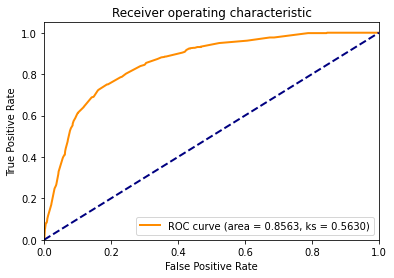 Receiver operating characteristic
True Positive Rate
1.0
0.8
0.6
0.4
0.2
0.0
ROC curve (area = 0.8563, ks = 0.5630)
0.0 0.2 0.4 0.6 0.8 1.0
False Positive Rate